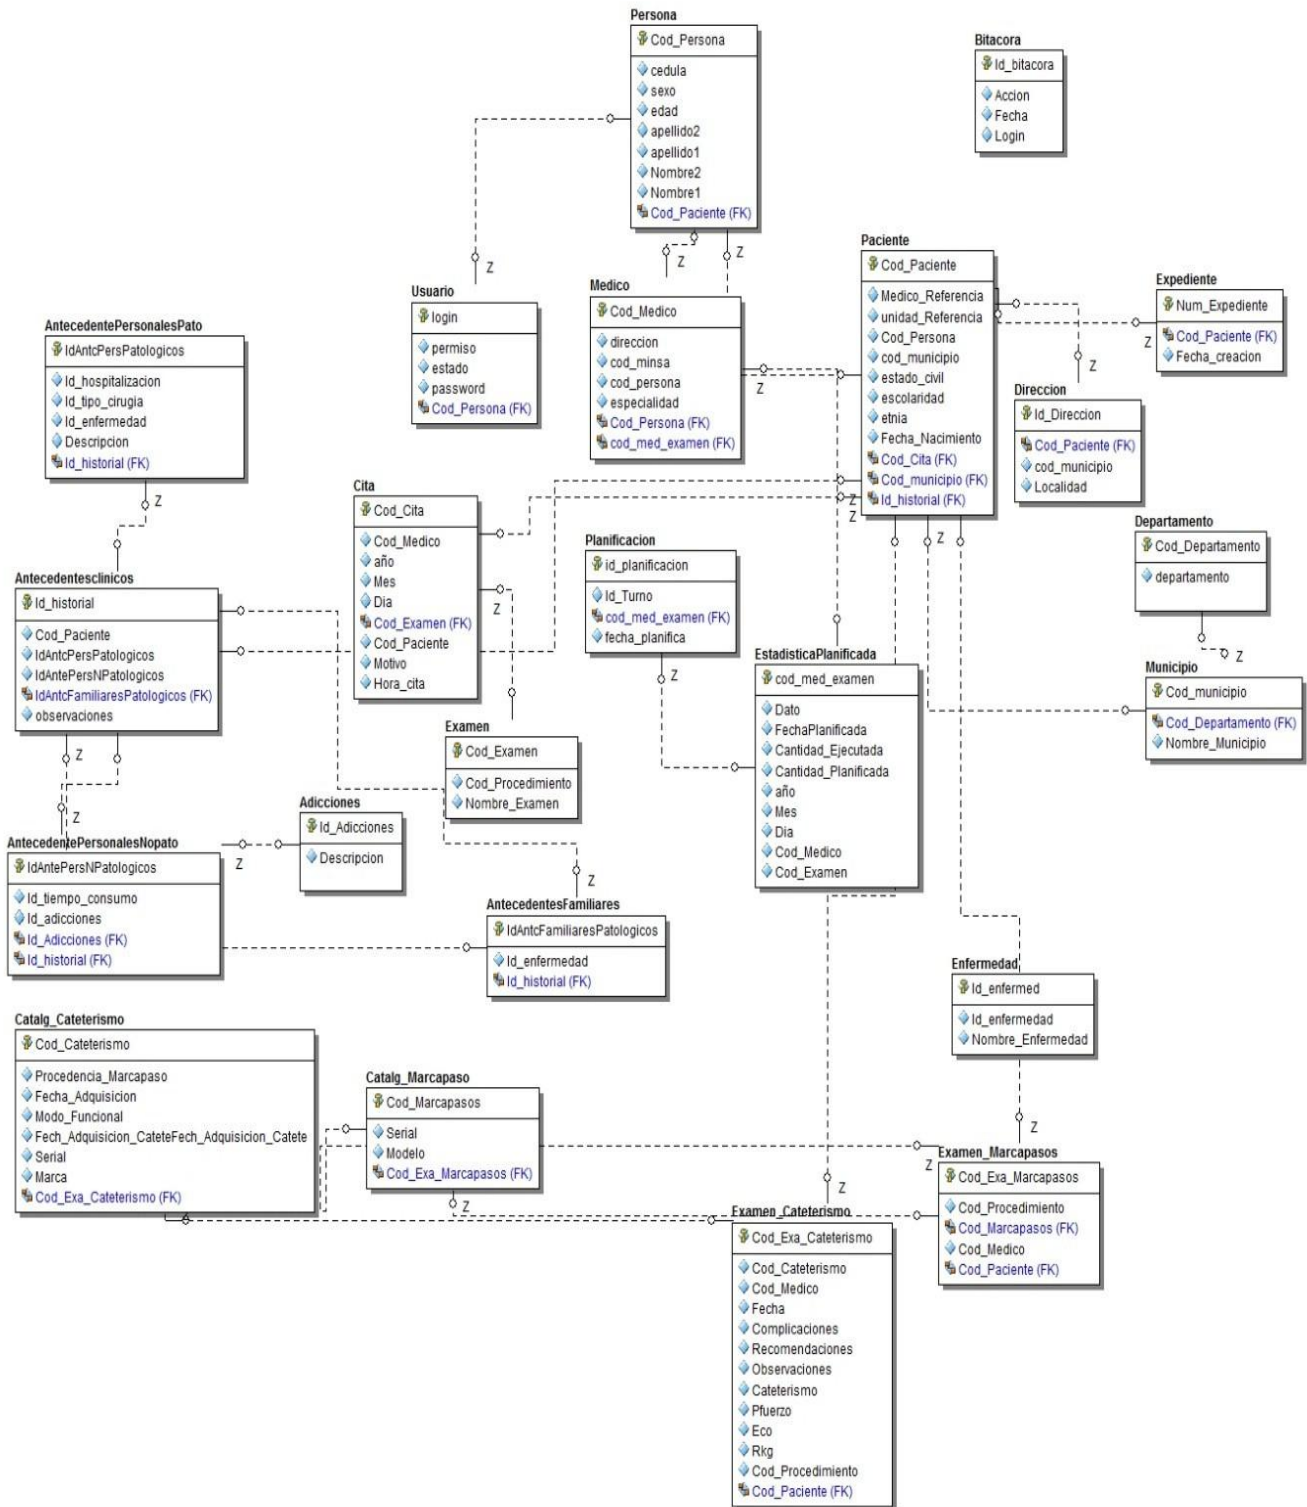 Persona
Cod_Persona
cedula
sexo
edad
apellido2
apellido1
Nombre2
Nombre1
Cod_Paciente (FK)
Bitacora
Id_bitacora
Accion
Fecha
Login
Z
Z
Z
Usuario
login
permiso
estado
password
Cod_Persona (FK)
Medico
Cod_Medico
direccion
cod_minsa
cod_persona
especialidad
Cod_Persona (FK)
cod_med_examen (FK)
Z
Paciente
Cod_Paciente
Medico_Referencia
unidad_Referencia
Cod_Persona
cod_municipio
estado_civil
escolaridad
etnia
Fecha_Nacimiento
Cod_Cita (FK)
Cod_municipio (FK)
Id_historial (FK)
Z
Z
Z
Expediente
Num_Expediente
Cod_Paciente (FK)
Fecha_creacion
Z
Z
Direccion
Id_Direccion
Cod_Paciente (FK)
cod_municipio
Localidad
AntecedentePersonalesPato
IdAntcPersPatologicos
Id_hospitalizacion
Id_tipo_cirugia
Id_enfermedad
Descripcion
Id_historial (FK)
Z
Cita
Cod_Cita
Cod_Medico
año
Mes
Dia
Cod_Examen (FK)
Cod_Paciente
Motivo
Hora_cita
Z
Planificacion
id_planificacion
Id_Turno
cod_med_examen (FK)
fecha_planifica
Z
Departamento
Cod_Departamento
departamento
Z
Antecedentesclinicos
Id_historial
Cod_Paciente
IdAntcPersPatologicos
IdAntePersNPatologicos
IdAntcFamiliaresPatologicos (FK)
observaciones
Z
Z
EstadisticaPlanificada
cod_med_examen
Dato
FechaPlanificada
Cantidad_Ejecutada
Cantidad_Planificada
año
Mes
Dia
Cod_Medico
Cod_Examen
Municipio
Cod_municipio
Cod_Departamento (FK)
Nombre_Municipio
Examen
Cod_Examen
Cod_Procedimiento
Nombre_Examen
Adicciones
Id_Adicciones
Descripcion
Z
AntecedentePersonalesNopato
IdAntePersNPatologicos
Id_tiempo_consumo
Id_adicciones
Id_Adicciones (FK)
Id_historial (FK)
Z
AntecedentesFamiliares
IdAntcFamiliaresPatologicos
Id_enfermedad
Id_historial (FK)
Enfermedad
Id_enfermed
Id_enfermedad
Nombre_Enfermedad
Z
Catalg_Cateterismo
Cod_Cateterismo
Procedencia_Marcapaso
Fecha_Adquisicion
Modo_Funcional
Fech_Adquisicion_CateteFech_Adquisicion_Catete
Serial
Marca
Cod_Exa_Cateterismo (FK)
Catalg_Marcapaso
Cod_Marcapasos
Serial
Modelo
Cod_Exa_Marcapasos (FK)
Z
Z
Z
Examen_Marcapasos
Cod_Exa_Marcapasos
Cod_Procedimiento
Cod_Marcapasos (FK)
Cod_Medico
Cod_Paciente (FK)
Examen_Cateterismo
Cod_Exa_Cateterismo
Cod_Cateterismo
Cod_Medico
Fecha
Complicaciones
Recomendaciones
Observaciones
Cateterismo
Pfuerzo
Eco
Rkg
Cod_Procedimiento
Cod_Paciente (FK)